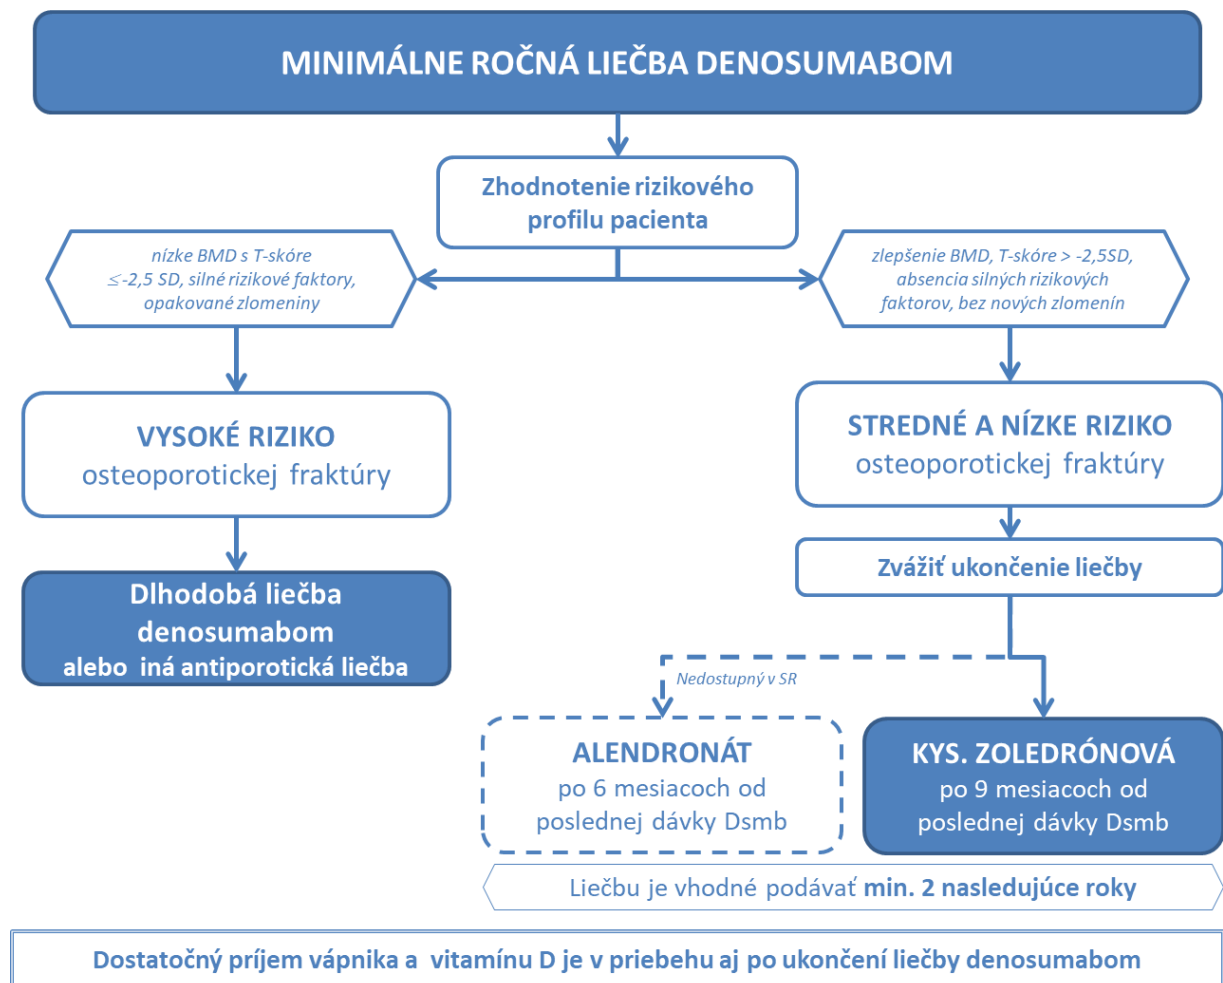 MINIMÁLNE ROČNÁ LIEČBA DENOSUMABOM
Zhodnotenie rizikového
profilu pacienta
nízke BMD s T-skóre
≤-2,5 SD, silné rizikové faktory,
opakované zlomeniny
zlepšenie BMD, T-skóre > -2,5SD,
absencia silných rizikových
faktorov, bez nových zlomenín
VYSOKÉ RIZIKO
osteoporotickej fraktúry
STREDNÉ A NÍZKE RIZIKO
osteoporotickej fraktúry
Dlhodobá liečba
denosumabom
alebo iná antiporotická liečba
Zvážiť ukončenie liečby
Nedostupný v SR
ALENDRONÁT
po 6 mesiacoch od
poslednej dávky Dsmb
KYS. ZOLEDRÓNOVÁ
po 9 mesiacoch od
poslednej dávky Dsmb
Liečbu je vhodné podávať min. 2 nasledujúce roky
Dostatočný príjem vápnika a vitamínu D je v priebehu aj po ukončení liečby denosumabom